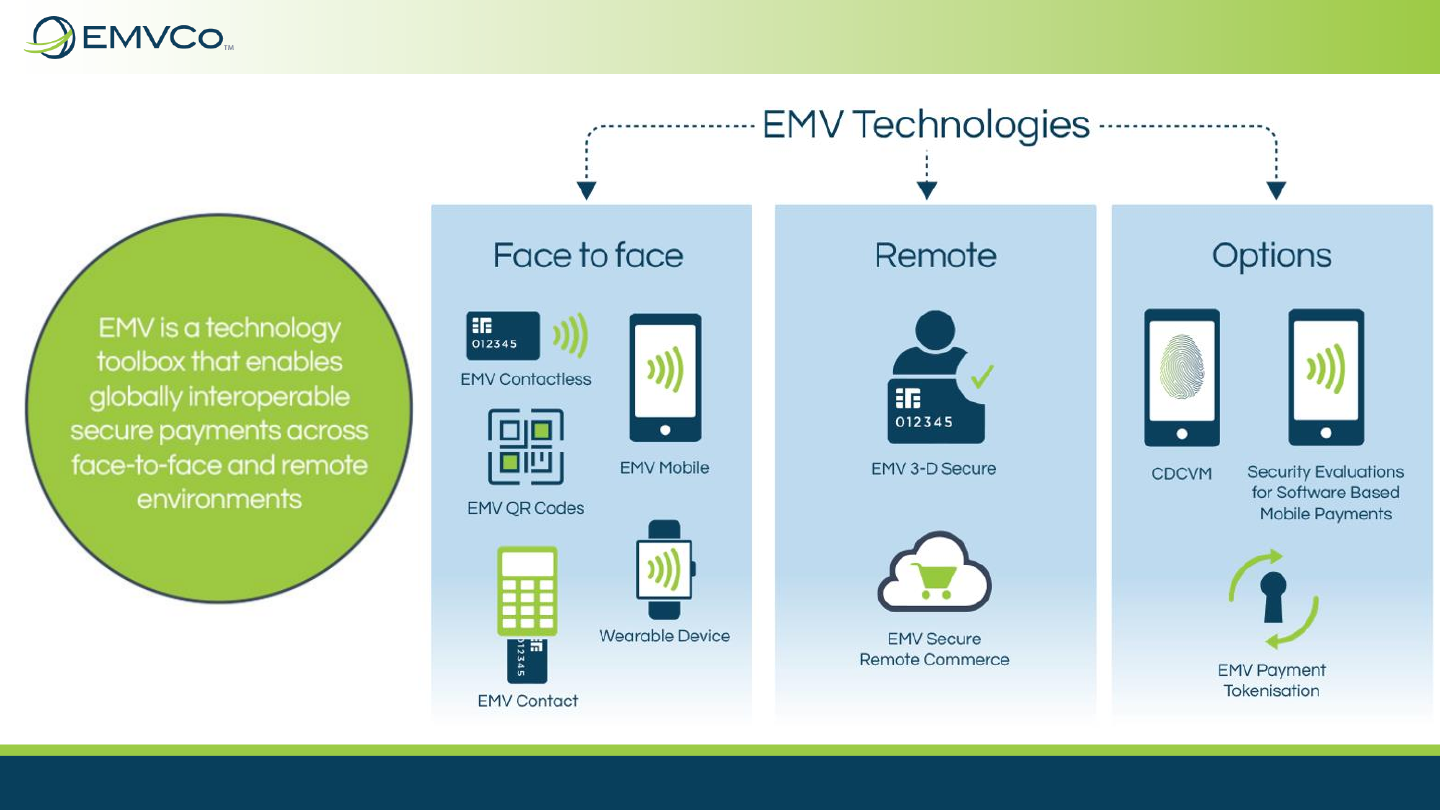 EMVCo™
EMV Technologies
EMV is a technology
toolbox that enables
globally interoperable
secure payments across
face-to-face and remote
environments
Face to face
012345
EMV Contactless
EMV Mobile
EMV QR Codes
Wearable Device
12345
EMV Contact
Remote
012345
EMV 3-D Secure
EMV Secure
Remote Commerce
Options
CDCVM
Security Evaluations
for Software Based
Mobile Payments
EMV Payment
Tokenisation